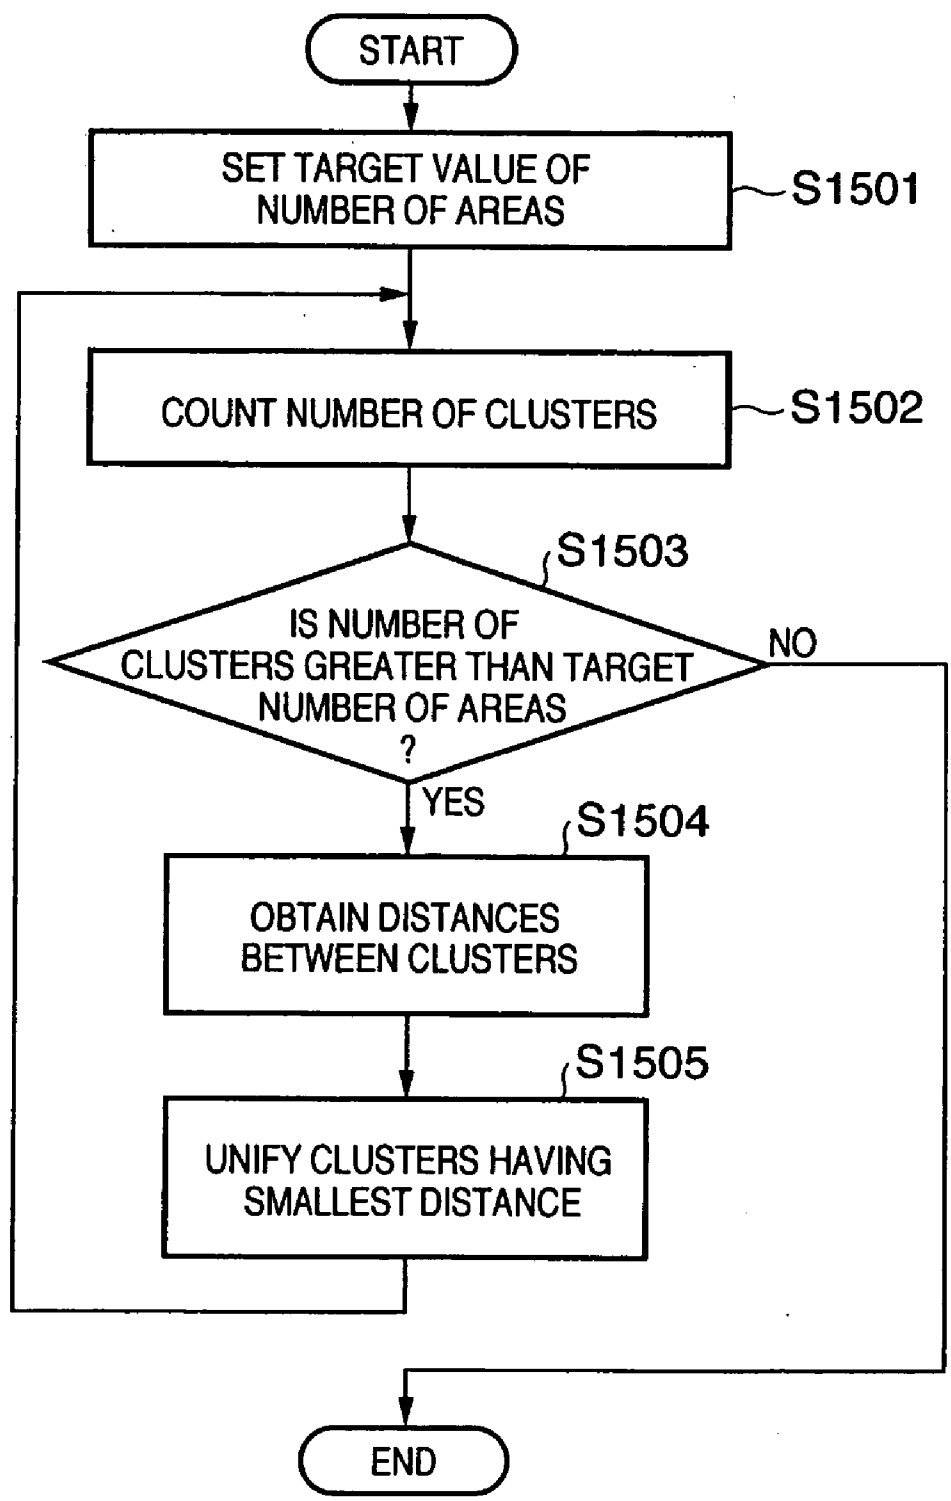 START
SET TARGET VALUE OF
NUMBER OF AREAS
S1501
COUNT NUMBER OF CLUSTERS
S1502
S1503
IS NUMBER OF
CLUSTERS GREATER THAN TARGET
NUMBER OF AREAS
?
NO
YES
S1504
OBTAIN DISTANCES
BETWEEN CLUSTERS
S1505
UNIFY CLUSTERS HAVING
SMALLEST DISTANCE
END